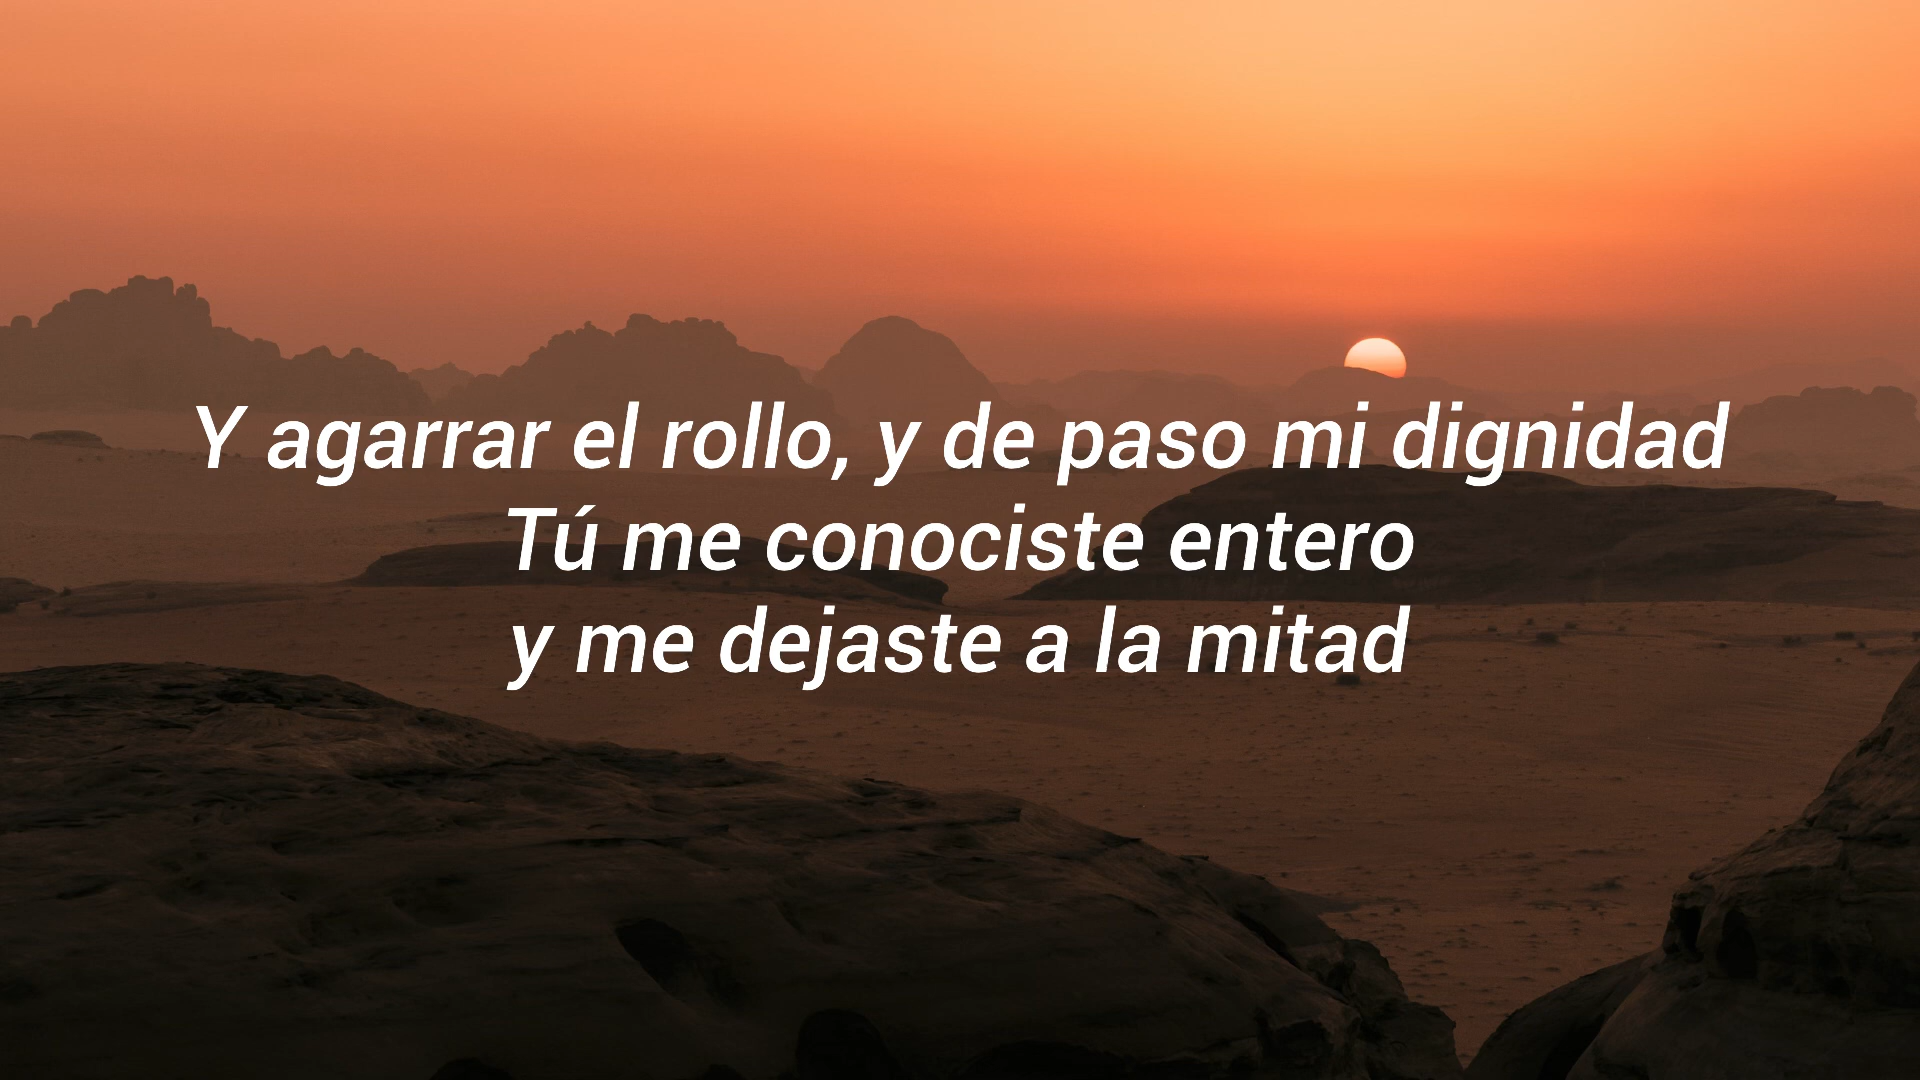 Y agarrar el rollo, y de paso mi dignidad
Tú me conociste entero
y me dejaste a la mitad